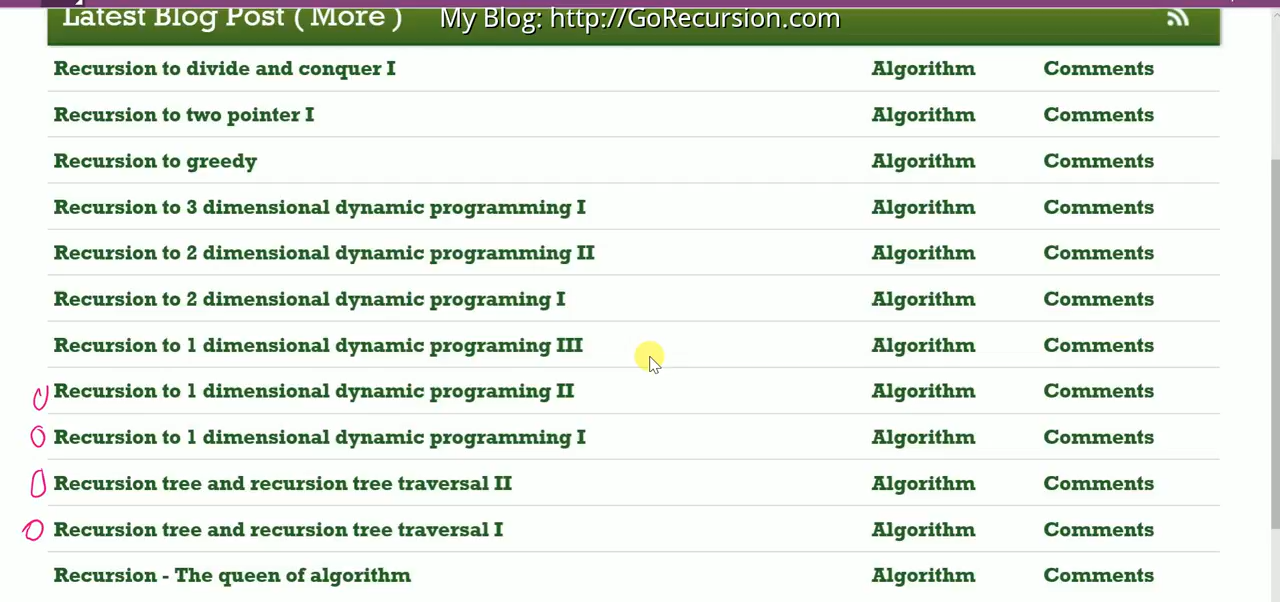 Latest Blog Post ( More ) My Blog: http://GoRecursion.com
Recursion to divide and conquer I Algorithm Comments
Recursion to two pointer I Algorithm Comments
Recursion to greedy Algorithm Comments
Recursion to 3 dimensional dynamic programming I Algorithm Comments
Recursion to 2 dimensional dynamic programming II Algorithm Comments
Recursion to 2 dimensional dynamic programing I Algorithm Comments
Recursion to 1 dimensional dynamic programing III Algorithm Comments
Recursion to 1 dimensional dynamic programing II Algorithm Comments
Recursion to 1 dimensional dynamic programming I Algorithm Comments
Recursion tree and recursion tree traversal II Algorithm Comments
Recursion tree and recursion tree traversal I Algorithm Comments
Recursion - The queen of algorithm Algorithm Comments